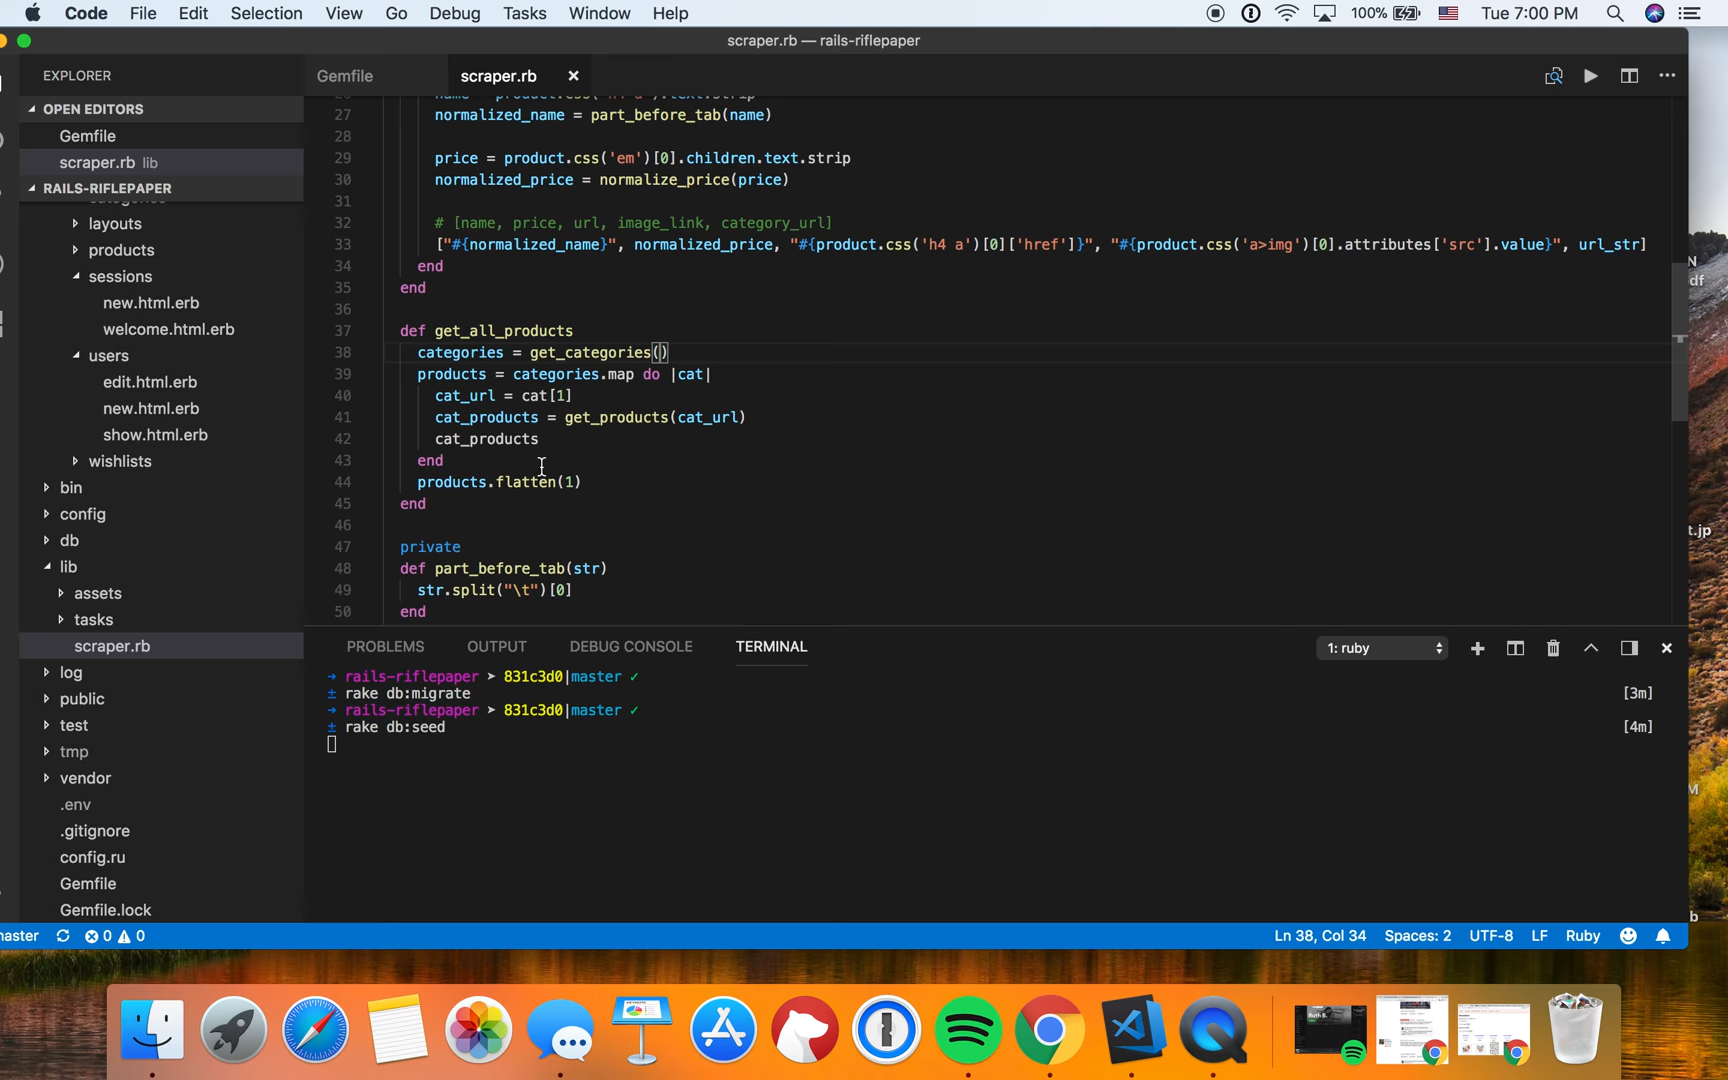 Code File Edit Selection View Go Debug Tasks Window Help 100% Tue 7:00 PM
scraper.rb — rails-riflepaper
EXPLORER
Gemfile
scraper.rb
OPEN EDITORS
Gemfile
scraper.rb lib
RAILS-RIFLEPAPER
layouts
products
sessions
new.html.erb
welcome.html.erb
users
edit.html.erb
new.html.erb
show.html.erb
wishlists
bin
config
db
lib
assets
tasks
scraper.rb
log
public
test
tmp
vendor
.env
.gitignore
config.ru
Gemfile
Gemfile.lock
27 normalized_name = part_before_tab(name)
28
29 price = product.css('em')[0].children.text.strip
30 normalized_price = normalize_price(price)
31
32 # [name, price, url, image_link, category_url]
33 ["#{normalized_name}", normalized_price, "#{product.css('h4 a')[0]['href']}", "#{product.css('a>img')[0].attributes['src'].value}", url_str]
34 end
35 end
36
37 def get_all_products
38 categories = get_categories()
39 products = categories.map do |cat|
40 cat_url = cat[1]
41 cat_products = get_products(cat_url)
42 cat_products
43 end
44 products.flatten(1)
45 end
46
47 private
48 def part_before_tab(str)
49 str.split("\t")[0]
50 end
PROBLEMS OUTPUT DEBUG CONSOLE TERMINAL 1: ruby
→ rails-riflepaper ➤ 831c3d0|master ✓
± rake db:migrate [3m]
→ rails-riflepaper ➤ 831c3d0|master ✓
± rake db:seed [4m]
0 0 Ln 38, Col 34 Spaces: 2 UTF-8 LF Ruby